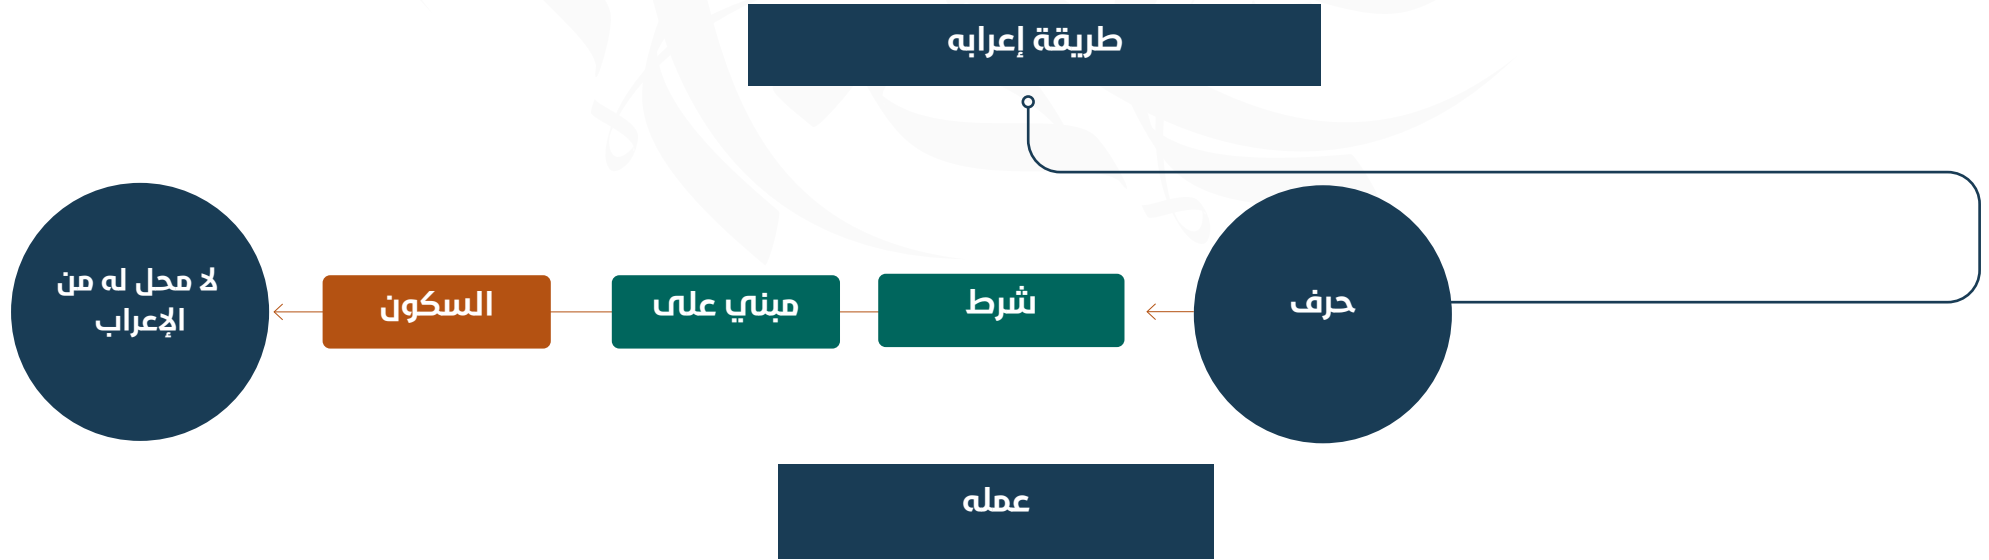 طريقة إعرابه
حرف
شرط
مبني على
السكون
لا محل له من
الإعراب
عمله